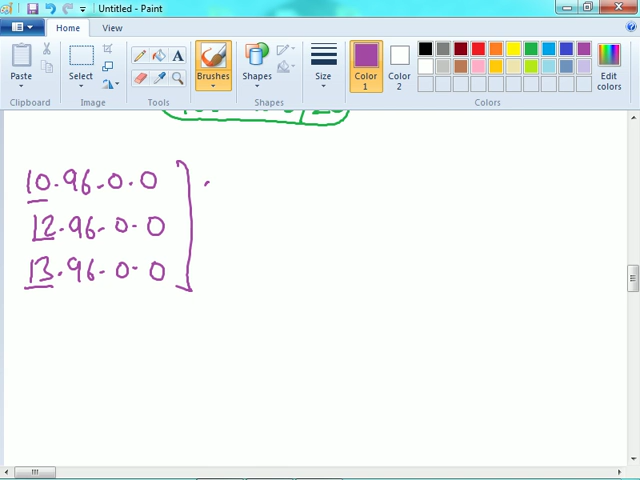 Untitled - Paint
Home View
Paste
Select
Brushes
Shapes
Size
Color 1
Color 2
Edit colors
Clipboard Image Tools Shapes Colors
10.96.0.0
12.96.0.0
13.96.0.0